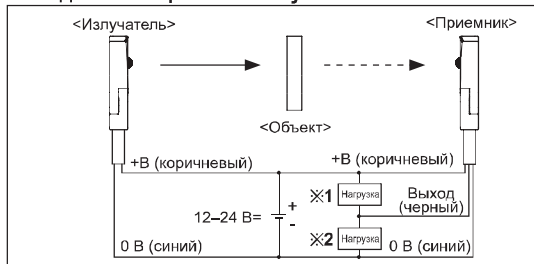 <Излучатель>
<Приемник>
<Объект>
+В (коричневый)
+В (коричневый)
※1
Нагрузка
Выход
(черный)
12–24 В=
+
-
※2
Нагрузка
0 В (синий)
0 В (синий)